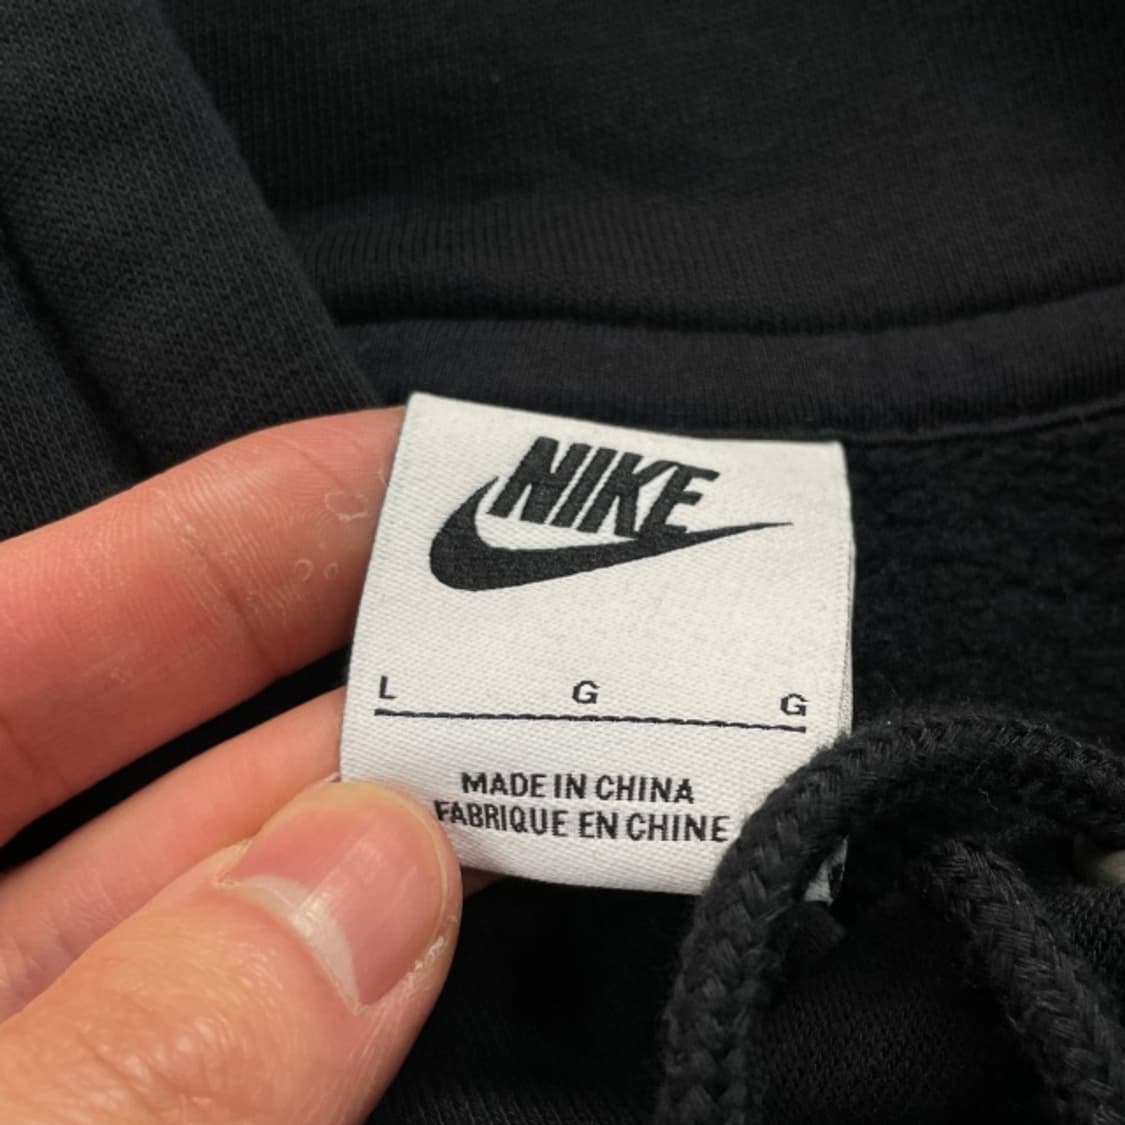 NIKE
L G G
MADE IN CHINA
FABRIQUE EN CHINE